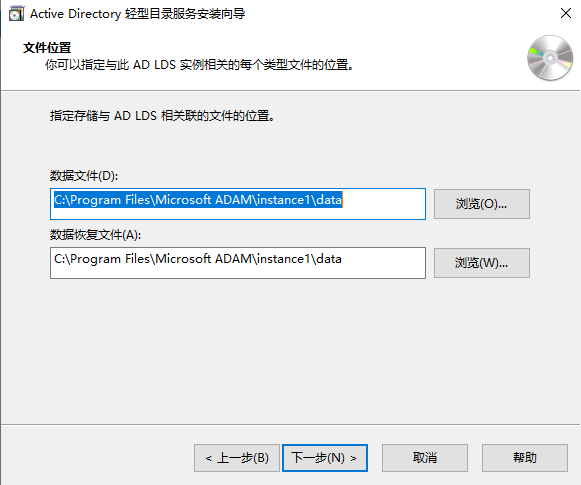 Active Directory 轻型目录服务安装向导
文件位置
你可以指定与此 AD LDS 实例相关的每个类型文件的位置。
指定存储与 AD LDS 相关联的文件的位置。
数据文件(D):
C:\Program Files\Microsoft ADAM\instance1\data
浏览(O)...
数据恢复文件(A):
C:\Program Files\Microsoft ADAM\instance1\data
浏览(W)...
< 上一步(B) 下一步(N) > 取消 帮助